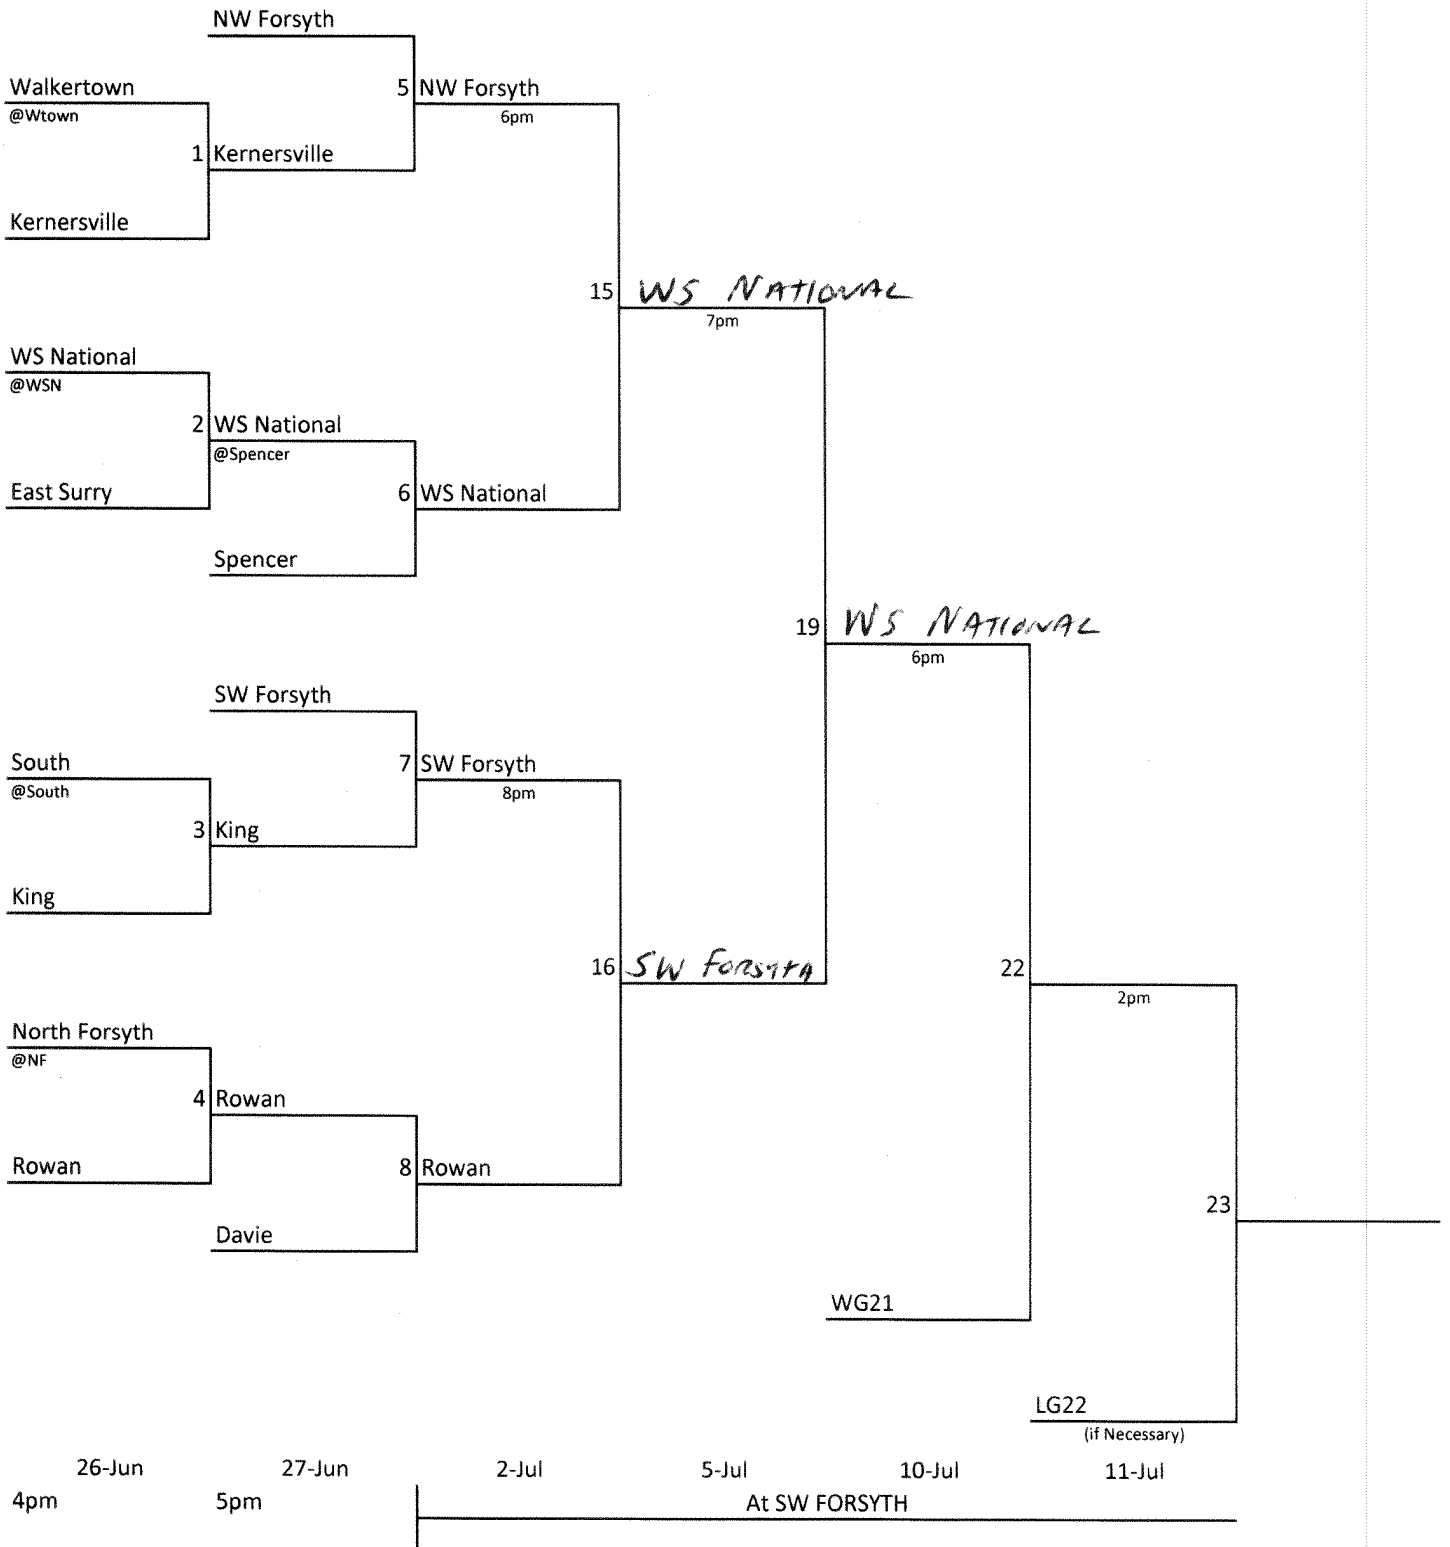 NW Forsyth
Walkertown
@Wtown
5 NW Forsyth
6pm
1 Kernersville
Kernersville
15 WS NATIONAL
7pm
WS National
@WSN
2 WS National
@Spencer
East Surry
6 WS National
Spencer
19 WS NATIONAL
6pm
SW Forsyth
South
@South
7 SW Forsyth
8pm
3 King
King
16 SW FORSYTH
22
2pm
North Forsyth
@NF
4 Rowan
Rowan
8 Rowan
Davie
23
WG21
LG22
(if Necessary)
26-Jun 27-Jun 2-Jul 5-Jul 10-Jul 11-Jul
4pm 5pm At SW FORSYTH